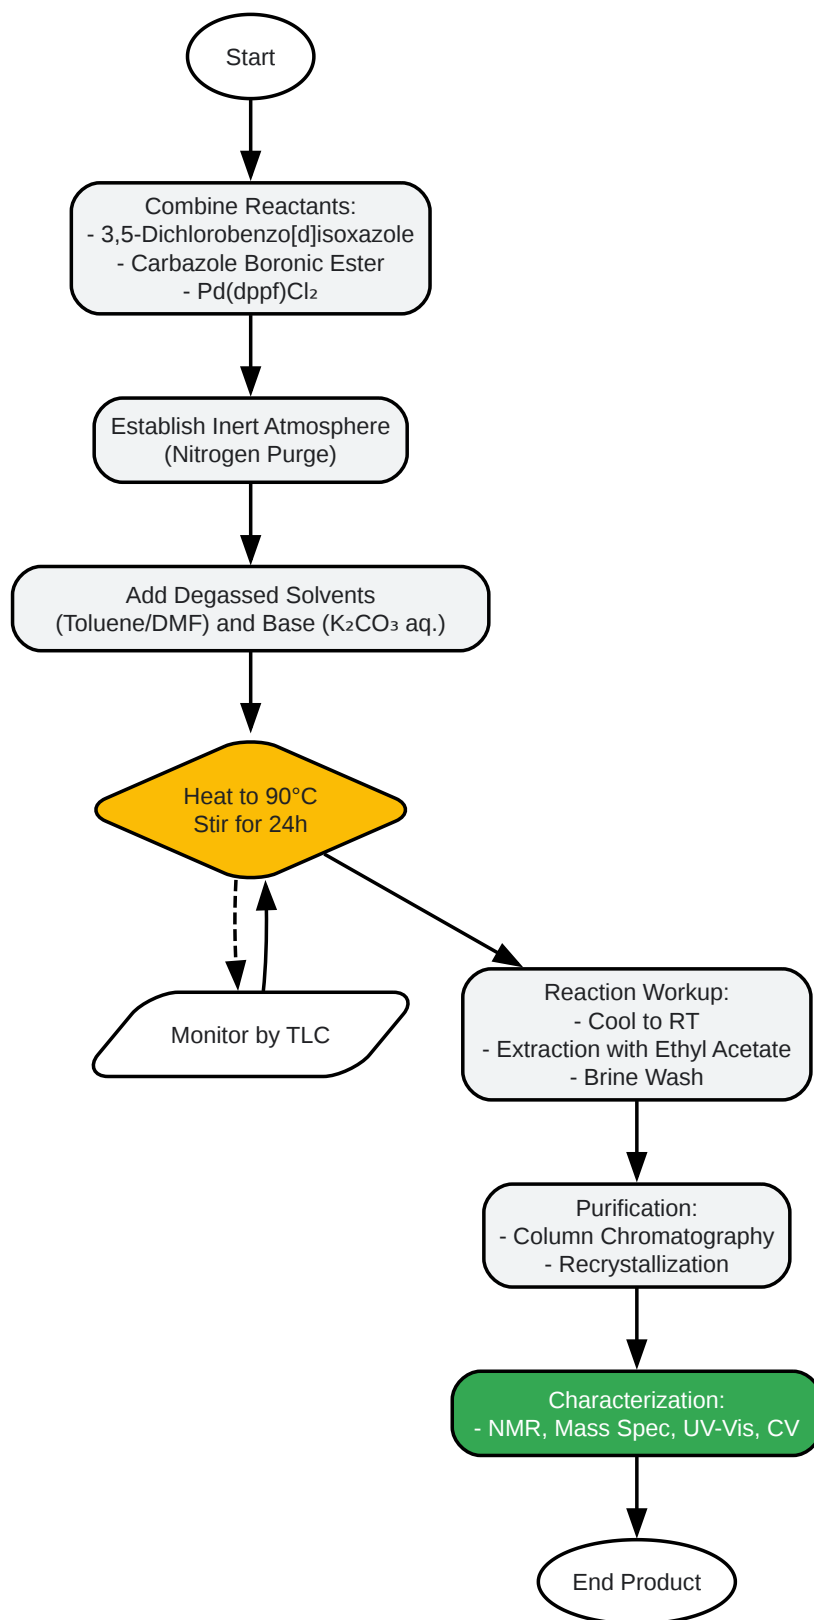 Start
Combine Reactants:
- 3,5-Dichlorobenzo[d]isoxazole
- Carbazole Boronic Ester
- Pd(dppf)Cl₂
Establish Inert Atmosphere
(Nitrogen Purge)
Add Degassed Solvents
(Toluene/DMF) and Base (K₂CO₃ aq.)
Heat to 90°C
Stir for 24h
Monitor by TLC
Reaction Workup:
- Cool to RT
- Extraction with Ethyl Acetate
- Brine Wash
Purification:
- Column Chromatography
- Recrystallization
Characterization:
- NMR, Mass Spec, UV-Vis, CV
End Product